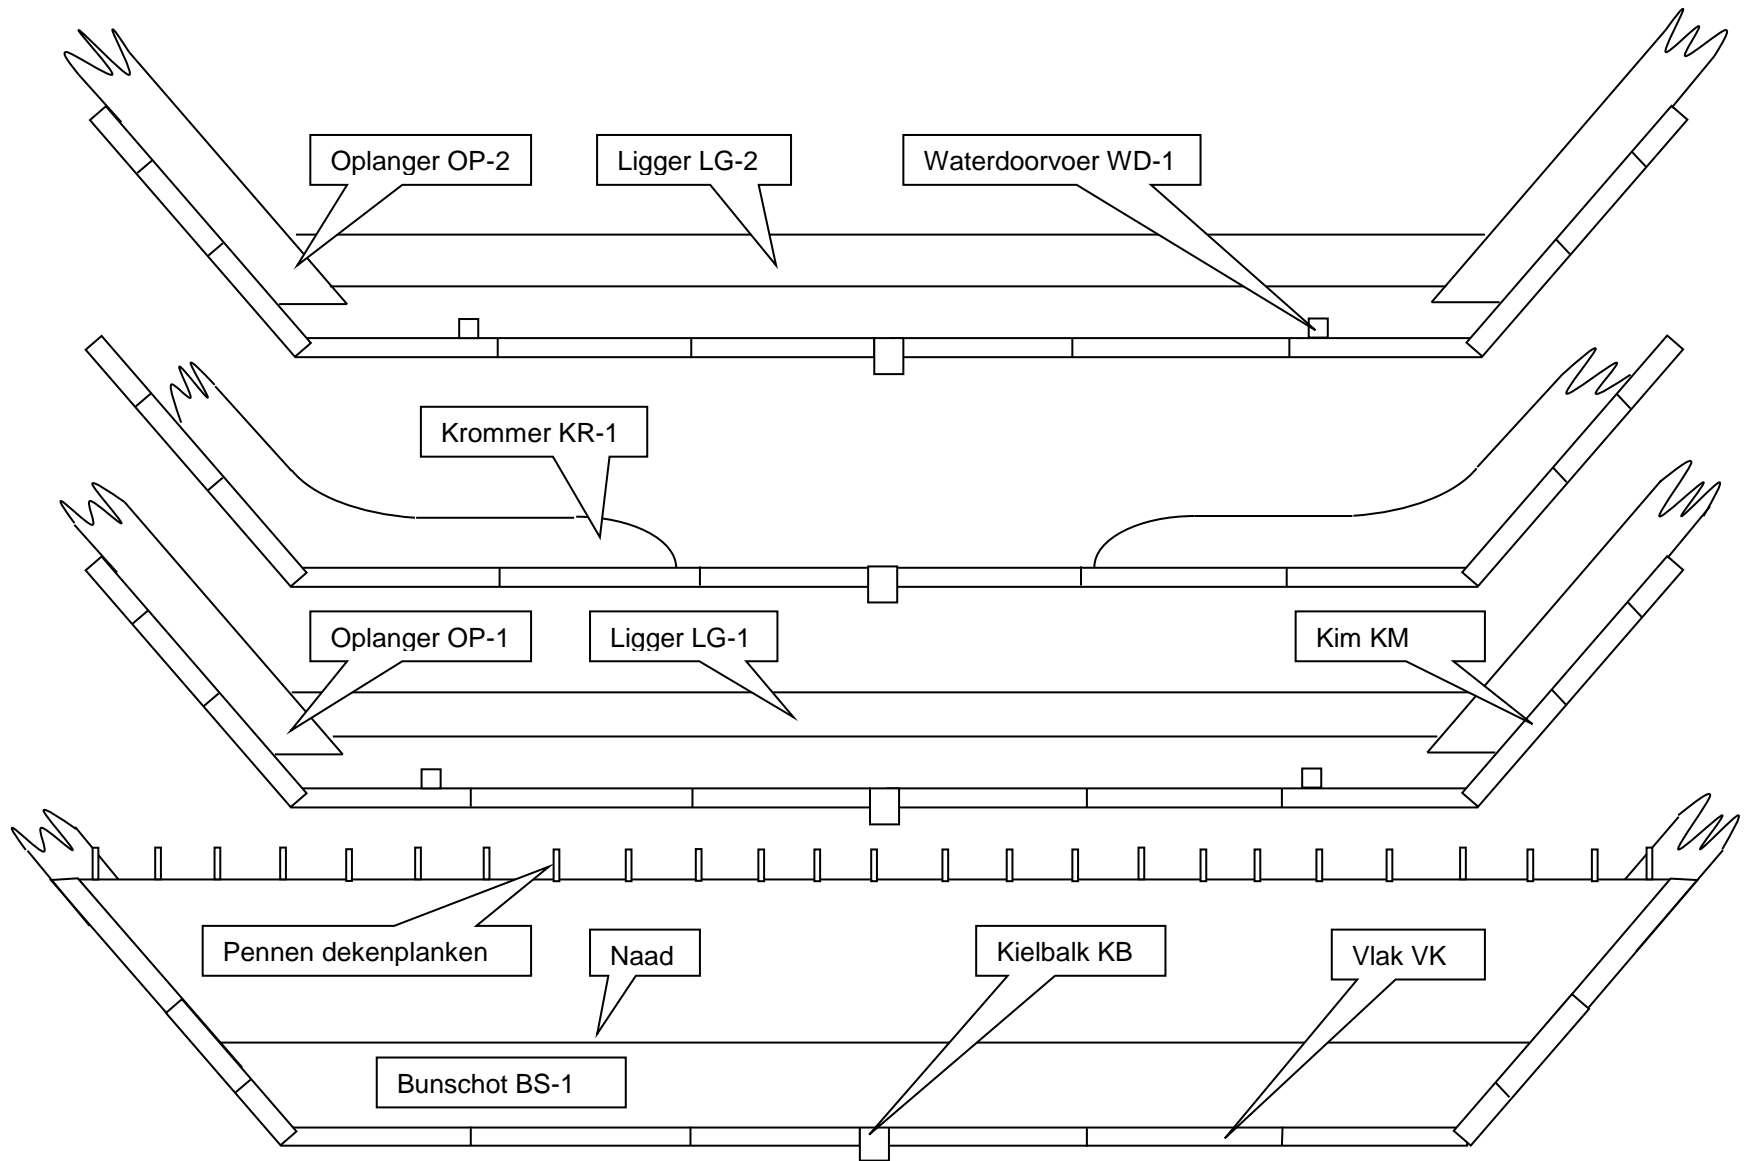 Oplanger OP-2
Ligger LG-2
Waterdoorvoer WD-1
Krommer KR-1
Oplanger OP-1
Ligger LG-1
Kim KM
Pennen dekenplanken
Naad
Kielbalk KB
Vlak VK
Bunschot BS-1